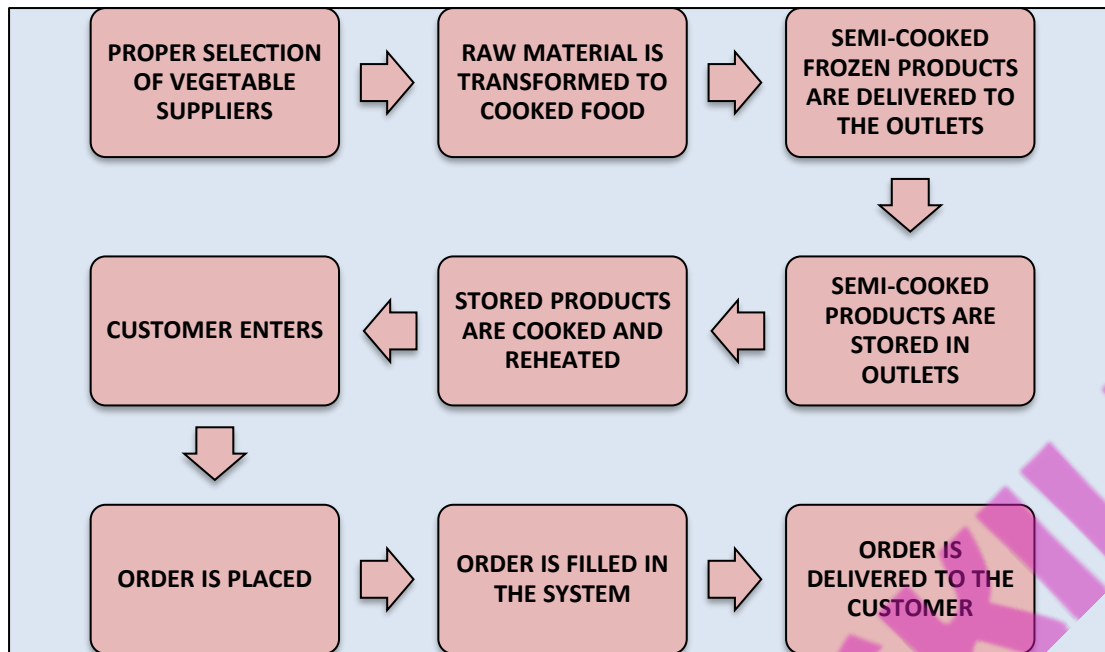 PROPER SELECTION
OF VEGETABLE
SUPPLIERS
RAW MATERIAL IS
TRANSFORMED TO
COOKED FOOD
SEMI-COOKED
FROZEN PRODUCTS
ARE DELIVERED TO
THE OUTLETS
SEMI-COOKED
PRODUCTS ARE
STORED IN
OUTLETS
STORED PRODUCTS
ARE COOKED AND
REHEATED
CUSTOMER ENTERS
ORDER IS PLACED
ORDER IS FILLED IN
THE SYSTEM
ORDER IS
DELIVERED TO THE
CUSTOMER